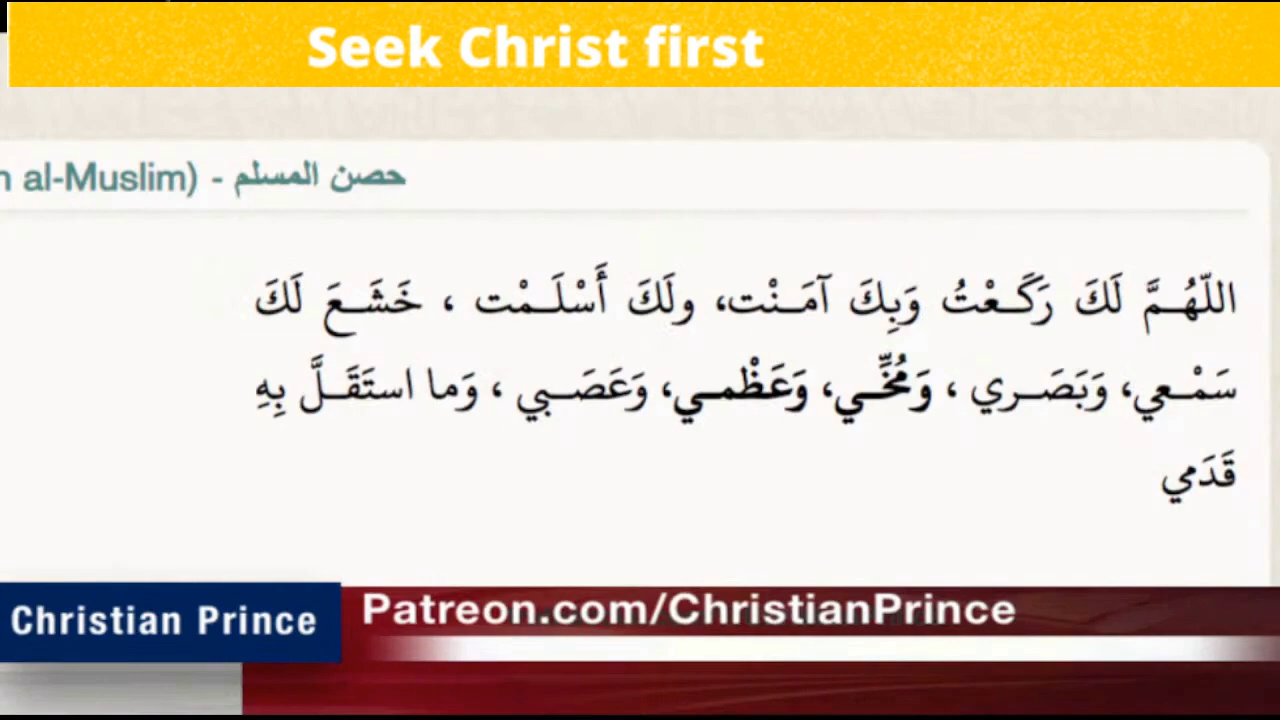 Seek Christ first
n al-Muslim) - حصن المسلم
اللّهُـمَّ لَكَ رَكَـعْتُ وَبِكَ آمَـنْت، ولَكَ أَسْلَـمْت ، خَشَـعَ لَكَ
سَمْـعي، وَبَصَـري ، وَمُخِّـي، وَعَظْمـي، وَعَصَـبي ، وَما استَقَـلَّ بِهِ
قَدَمي
Christian Prince
Patreon.com/ChristianPrince